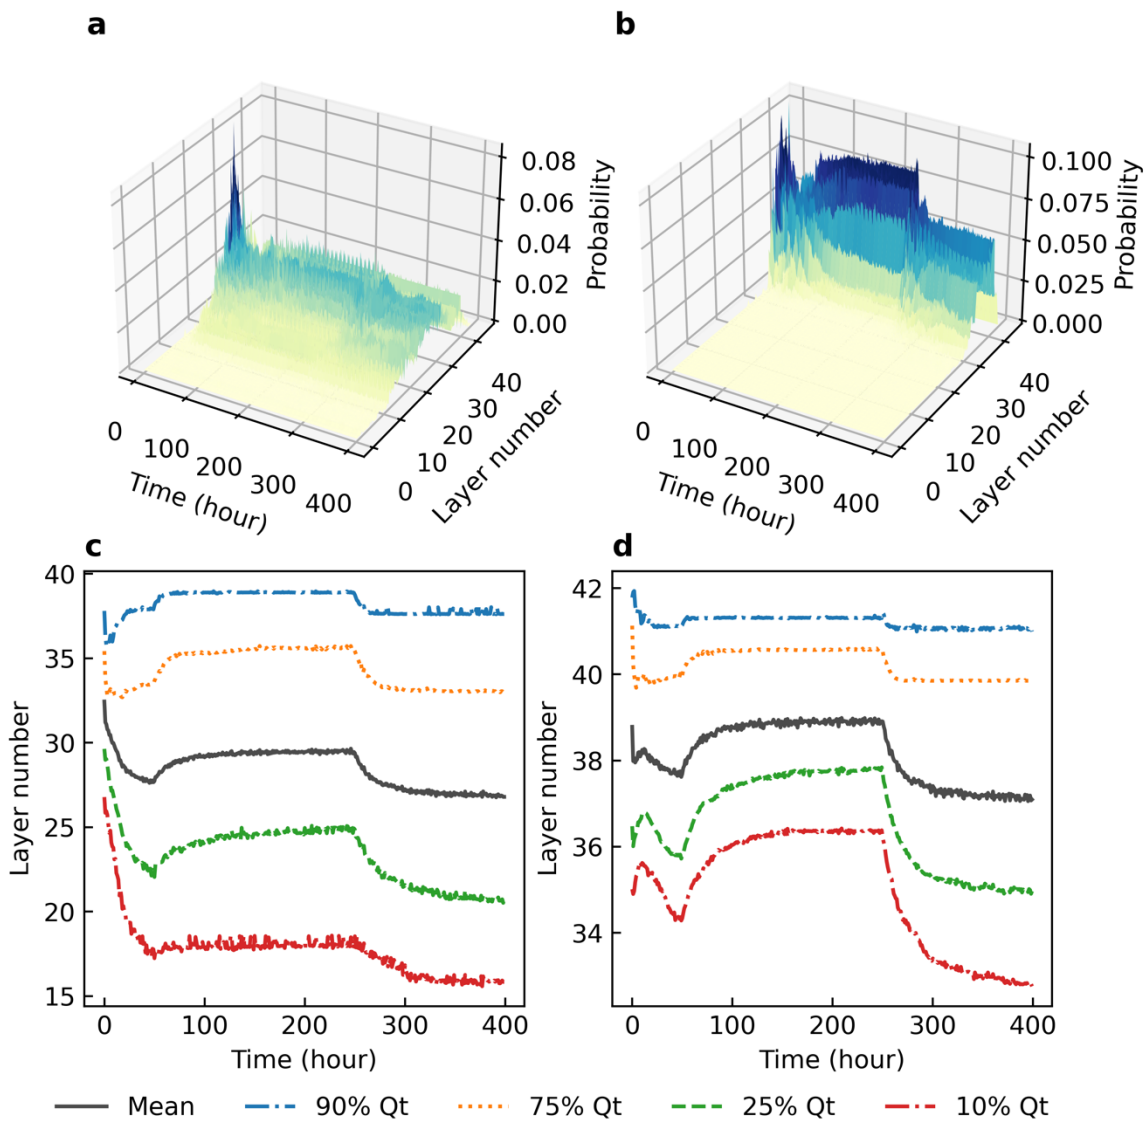 a
b
0.08
0.06
0.04
0.02
0.00
Probability
0
100
200
300
400
Time (hour)
0
10
20
30
40
Layer number
0.100
0.075
0.050
0.025
0.000
Probability
0
100
200
300
400
Time (hour)
0
10
20
30
40
Layer number
c
d
40
35
30
25
20
15
Layer number
0
100
200
300
400
Time (hour)
42
40
38
36
34
Layer number
0
100
200
300
400
Time (hour)
Mean
90% Qt
75% Qt
25% Qt
10% Qt